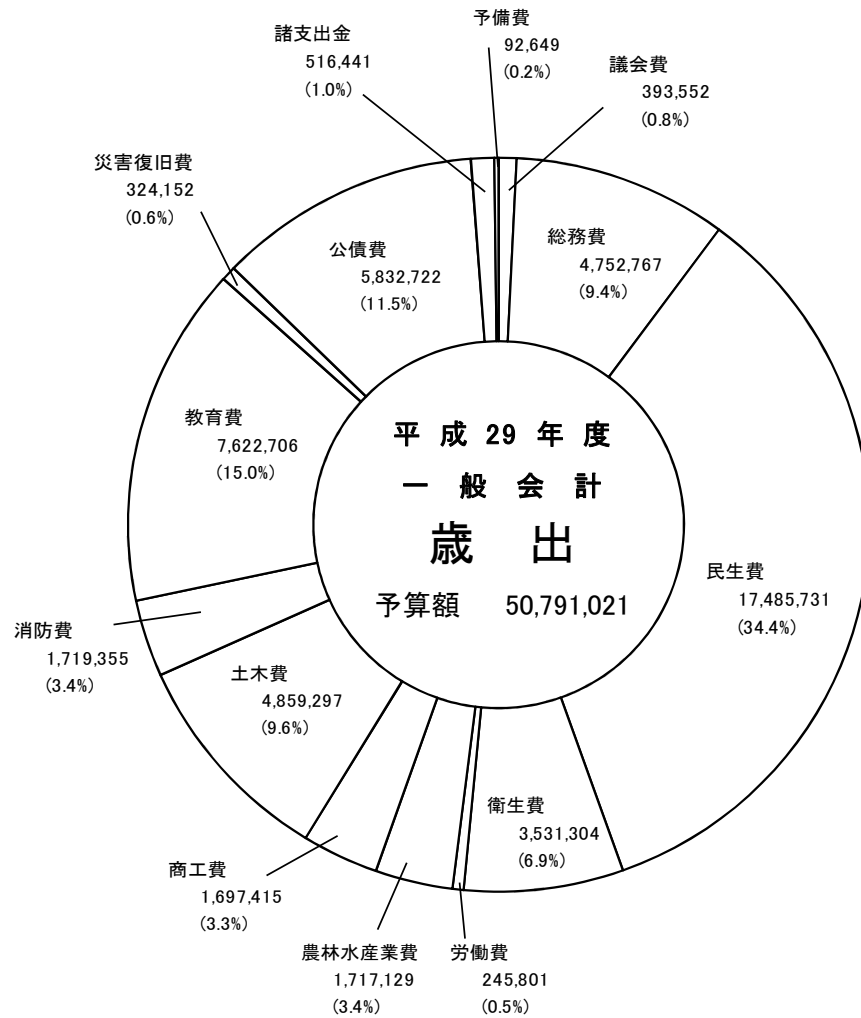 予備費
92,649
(0.2%)
議会費
393,552
(0.8%)
総務費
4,752,767
(9.4%)
民生費
17,485,731
(34.4%)
衛生費
3,531,304
(6.9%)
労働費
245,801
(0.5%)
農林水産業費
1,717,129
(3.4%)
商工費
1,697,415
(3.3%)
土木費
4,859,297
(9.6%)
消防費
1,719,355
(3.4%)
教育費
7,622,706
(15.0%)
災害復旧費
324,152
(0.6%)
公債費
5,832,722
(11.5%)
諸支出金
516,441
(1.0%)
平 成 29 年 度
一 般 会 計
歳 出
予算額 50,791,021